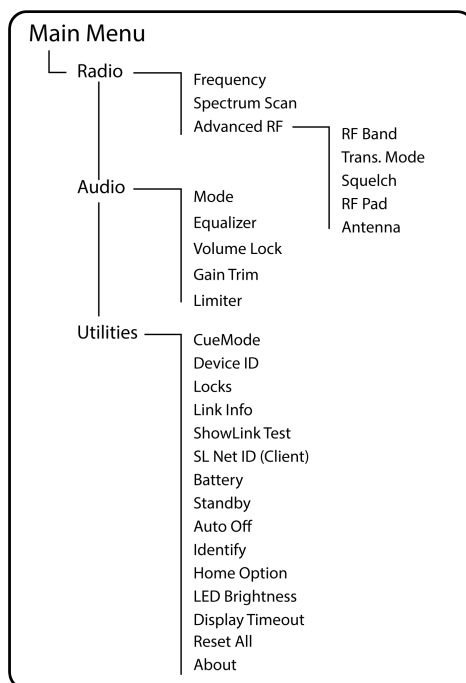 Main Menu
Radio
Frequency
Spectrum Scan
Advanced RF
RF Band
Trans. Mode
Squelch
RF Pad
Antenna
Audio
Mode
Equalizer
Volume Lock
Gain Trim
Limiter
Utilities
CueMode
Device ID
Locks
Link Info
ShowLink Test
SL Net ID (Client)
Battery
Standby
Auto Off
Identify
Home Option
LED Brightness
Display Timeout
Reset All
About